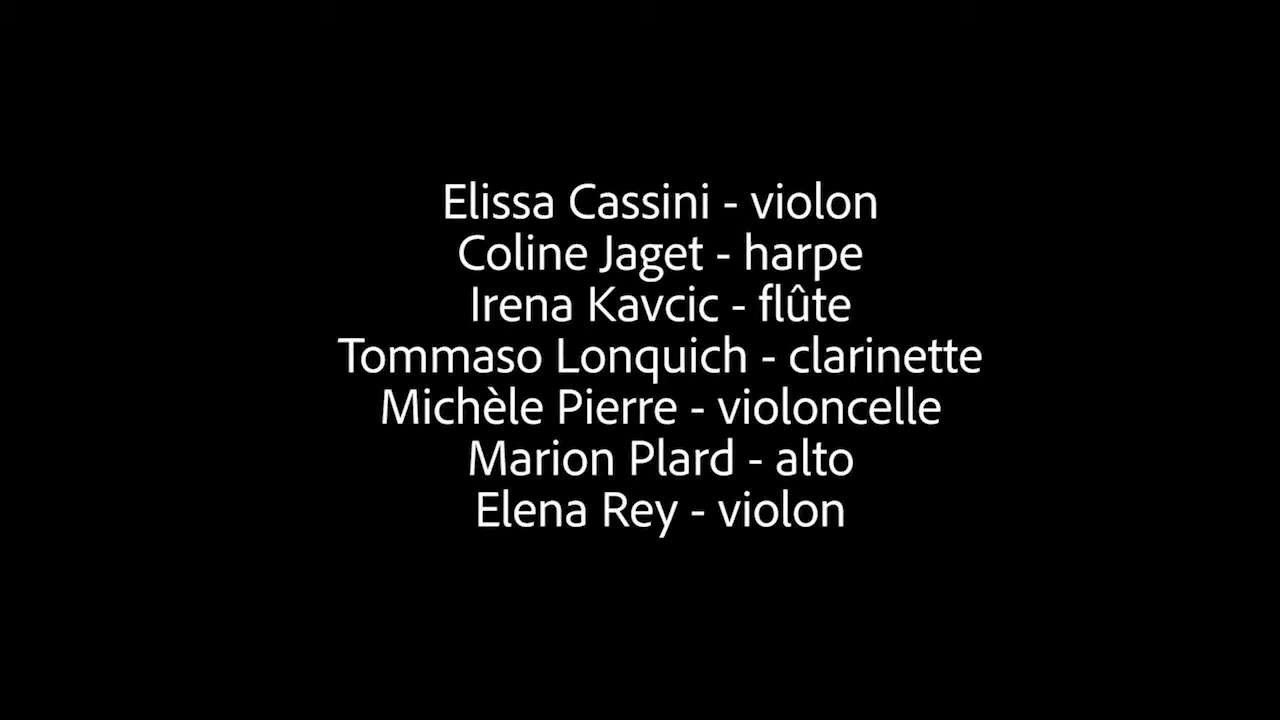 Elissa Cassini - violon
Coline Jaget - harpe
Irena Kavcic - flûte
Tommaso Lonquich - clarinette
Michèle Pierre - violoncelle
Marion Plard - alto
Elena Rey - violon